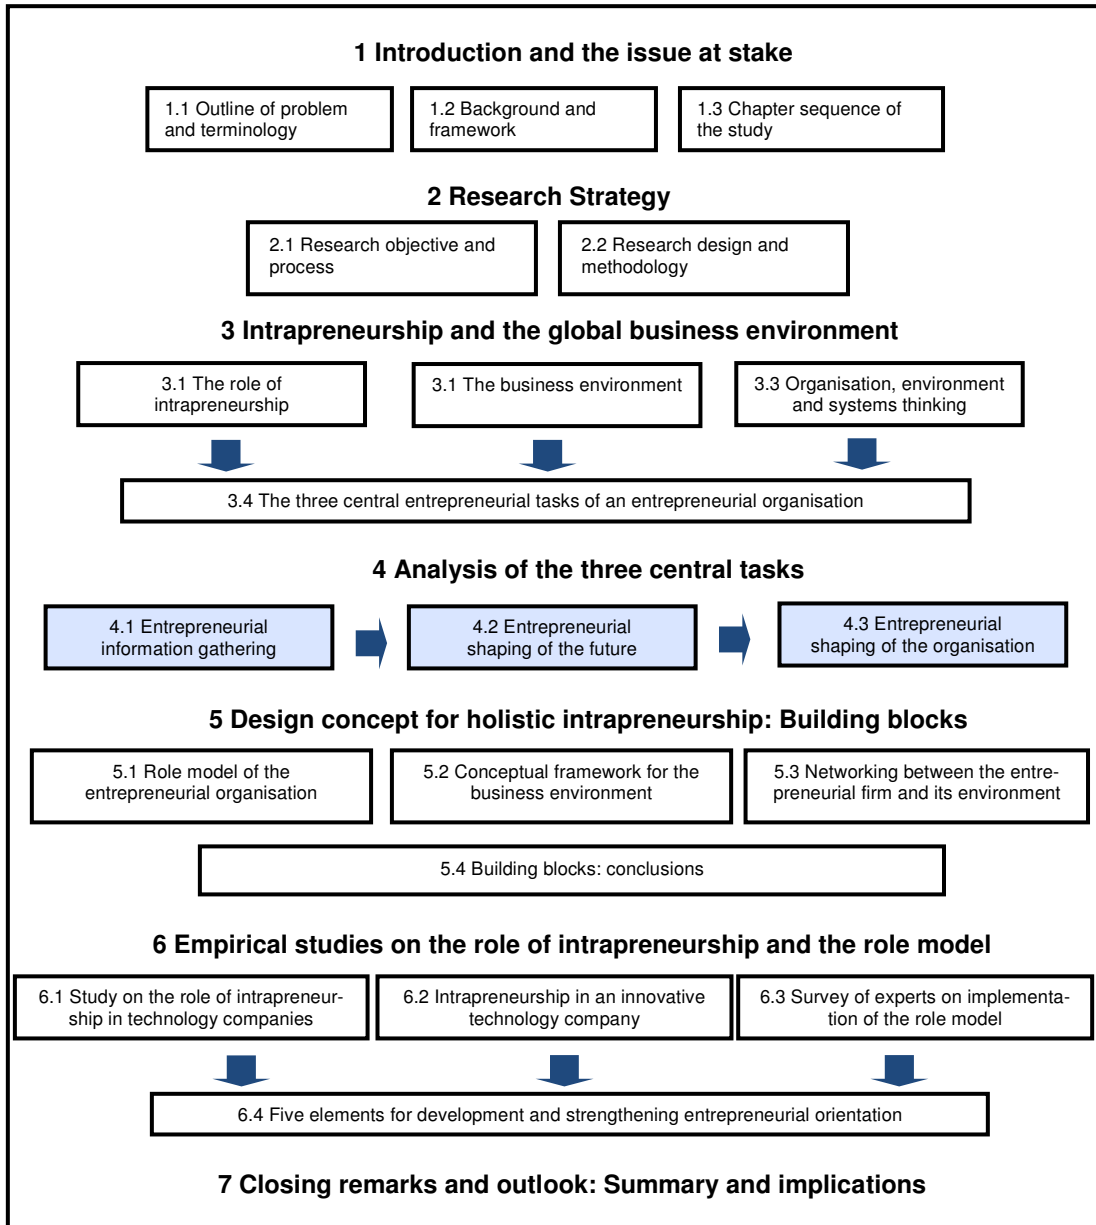 1 Introduction and the issue at stake
1.1 Outline of problem
and terminology
1.2 Background and
framework
1.3 Chapter sequence of
the study
2 Research Strategy
2.1 Research objective and
process
2.2 Research design and
methodology
3 Intrapreneurship and the global business environment
3.1 The role of
intrapreneurship
3.1 The business environment
3.3 Organisation, environment
and systems thinking
3.4 The three central entrepreneurial tasks of an entrepreneurial organisation
4 Analysis of the three central tasks
4.1 Entrepreneurial
information gathering
4.2 Entrepreneurial
shaping of the future
4.3 Entrepreneurial
shaping of the organisation
5 Design concept for holistic intrapreneurship: Building blocks
5.1 Role model of the
entrepreneurial organisation
5.2 Conceptual framework for the
business environment
5.3 Networking between the entre-
preneurial firm and its environment
5.4 Building blocks: conclusions
6 Empirical studies on the role of intrapreneurship and the role model
6.1 Study on the role of intrapreneur-
ship in technology companies
6.2 Intrapreneurship in an innovative
technology company
6.3 Survey of experts on implementa-
tion of the role model
6.4 Five elements for development and strengthening entrepreneurial orientation
7 Closing remarks and outlook: Summary and implications